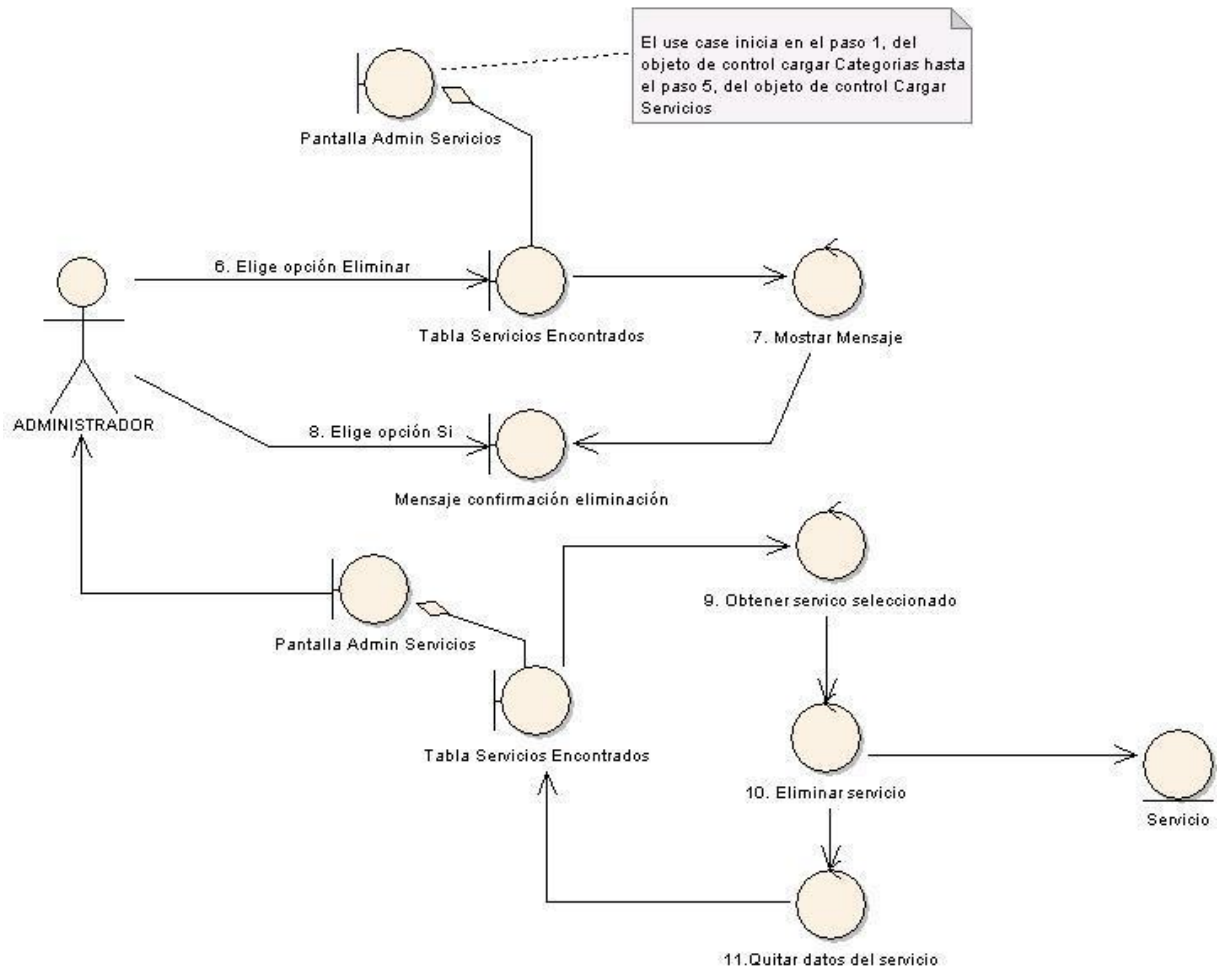 El use case inicia en el paso 1, del
objeto de control cargar Categorias hasta
el paso 5, del objeto de control Cargar
Servicios
Pantalla Admin Servicios
6. Elige opción Eliminar
Tabla Servicios Encontrados
7. Mostrar Mensaje
ADMINISTRADOR
8. Elige opción Si
Mensaje confirmación eliminación
9. Obtener servico seleccionado
Pantalla Admin Servicios
Tabla Servicios Encontrados
10. Eliminar servicio
Servicio
11.Quitar datos del servicio